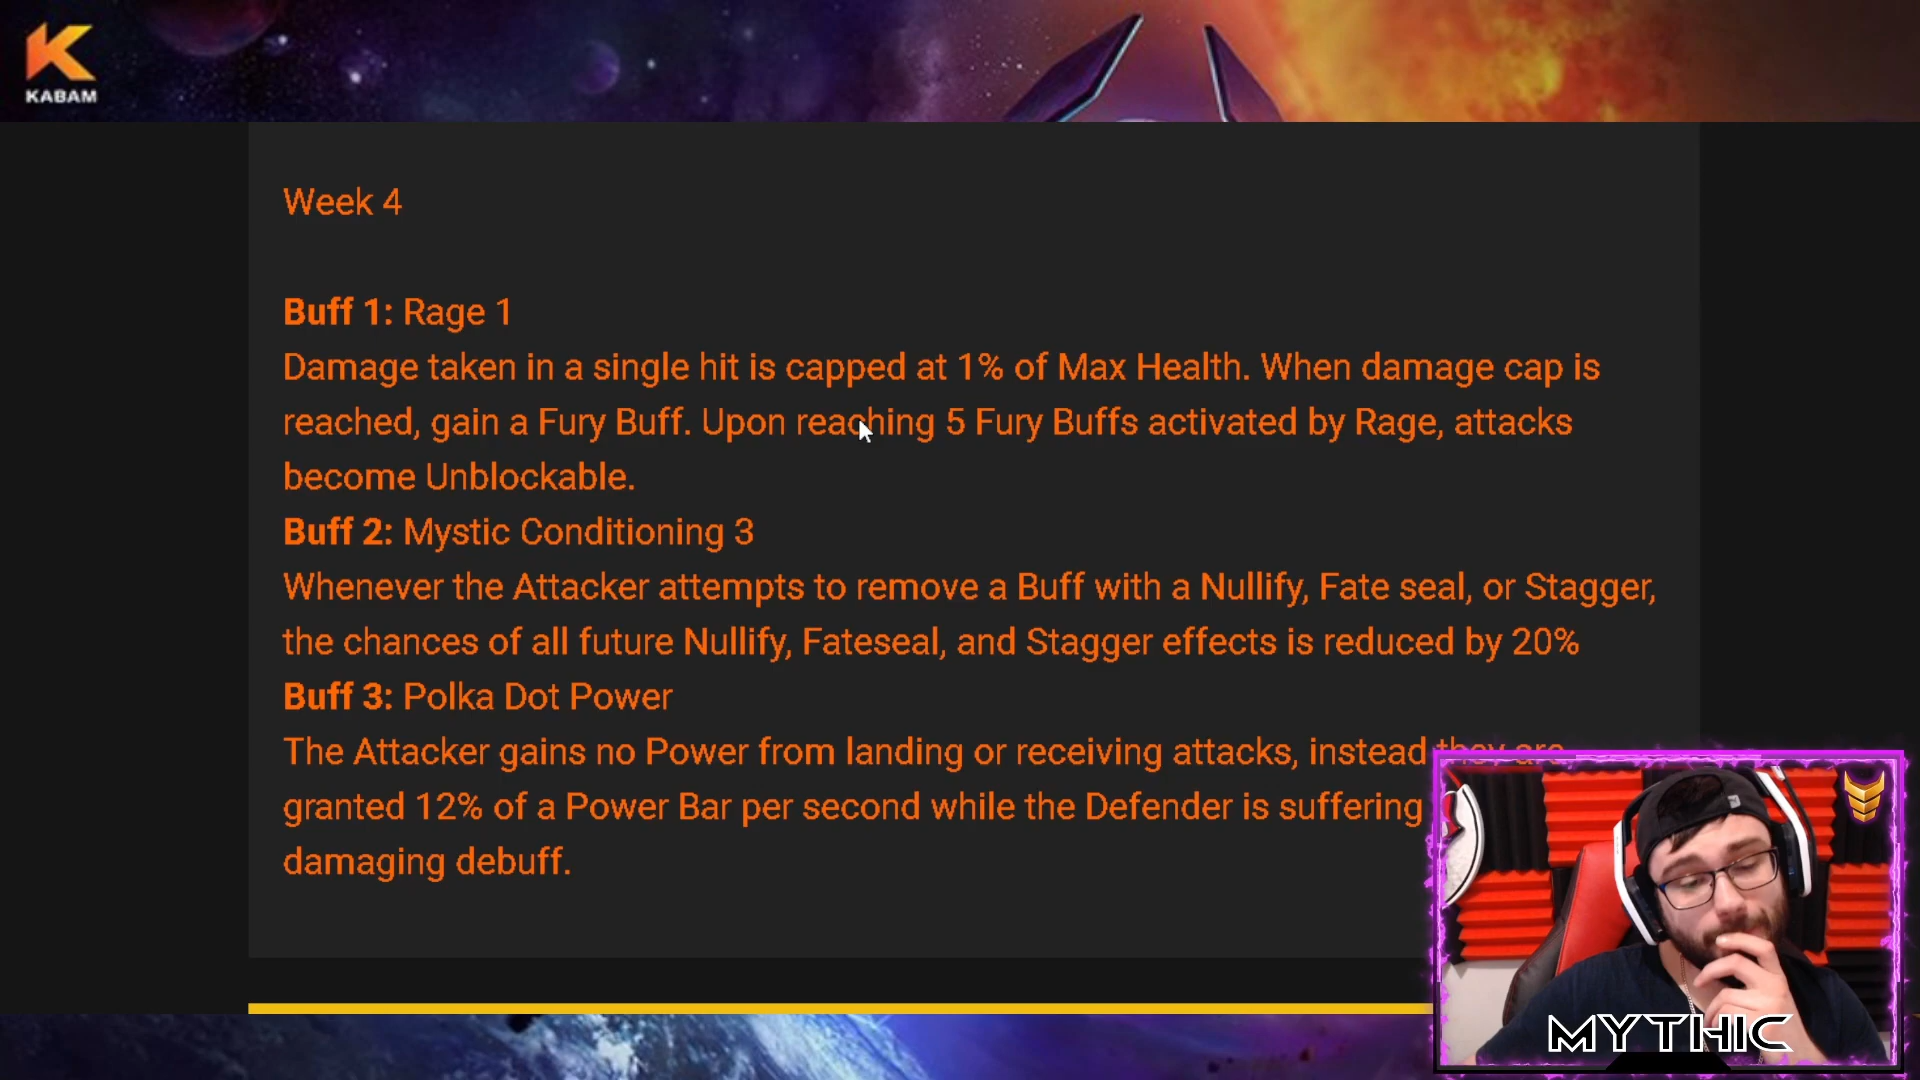 KABAM
Week 4
Buff 1: Rage 1
Damage taken in a single hit is capped at 1% of Max Health. When damage cap is
reached, gain a Fury Buff. Upon reaching 5 Fury Buffs activated by Rage, attacks
become Unblockable.
Buff 2: Mystic Conditioning 3
Whenever the Attacker attempts to remove a Buff with a Nullify, Fate seal, or Stagger,
the chances of all future Nullify, Fateseal, and Stagger effects is reduced by 20%
Buff 3: Polka Dot Power
The Attacker gains no Power from landing or receiving attacks, instead they are
granted 12% of a Power Bar per second while the Defender is suffering
damaging debuff.
MYTHIC